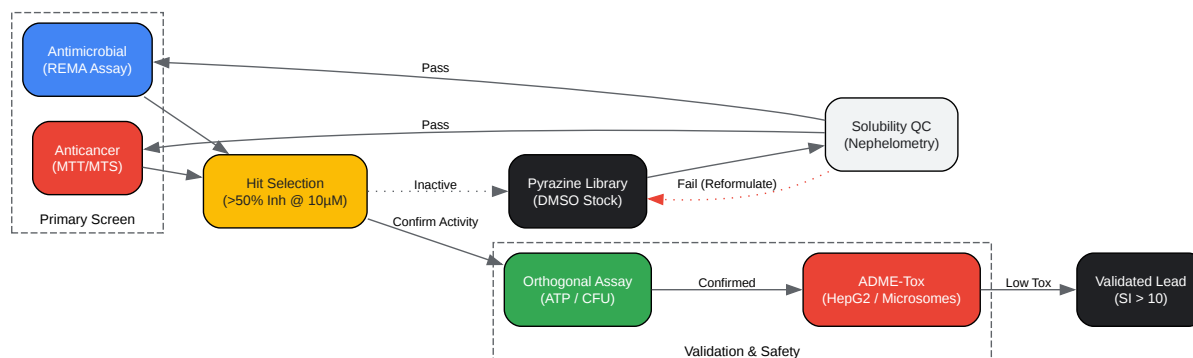 Antimicrobial
(REMA Assay)
Pass
Pass
Solubility QC
(Nephelometry)
Anticancer
(MTT/MTS)
Hit Selection
(>50% Inh @ 10µM)
Inactive
Pyrazine Library
(DMSO Stock)
Fail (Reformulate)
Primary Screen
Confirm Activity
Orthogonal Assay
(ATP / CFU)
Confirmed
ADME-Tox
(HepG2 / Microsomes)
Low Tox
Validated Lead
(SI > 10)
Validation & Safety